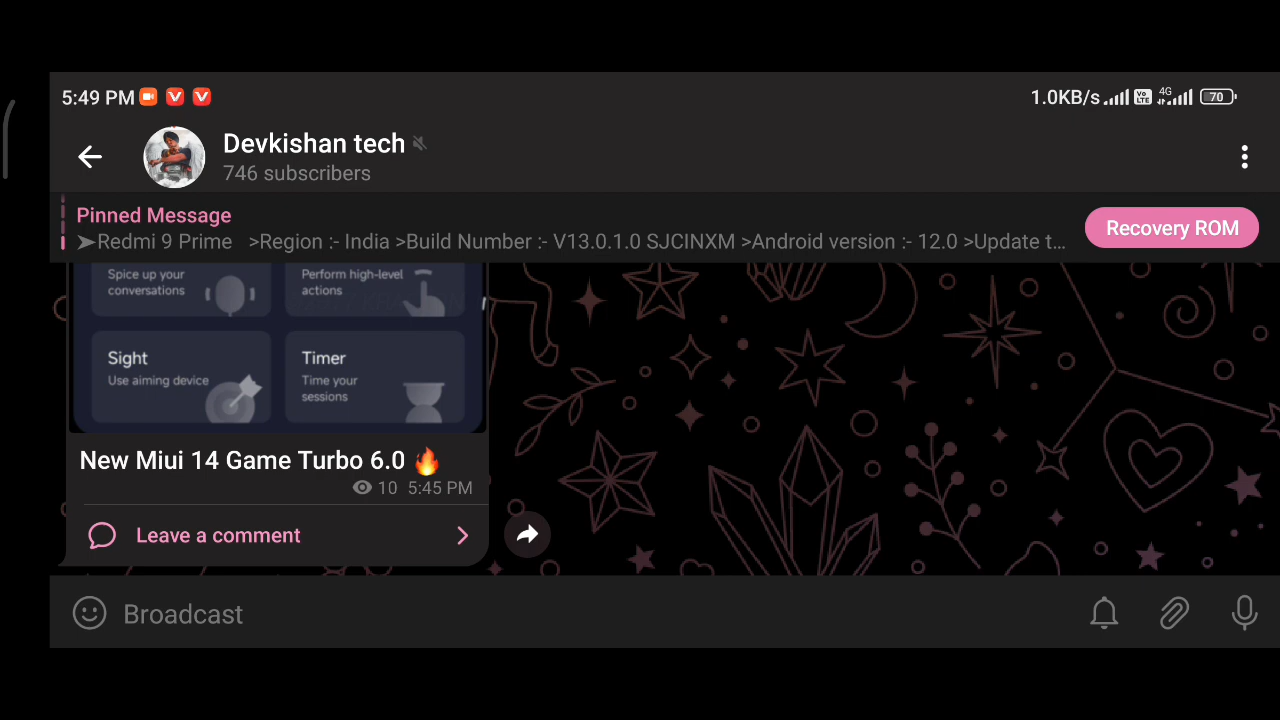 5:49 PM
1.0KB/s
Vo
LTE
4G
70
Devkishan tech
746 subscribers
Pinned Message
➤Redmi 9 Prime >Region :- India >Build Number :- V13.0.1.0 SJCINXM >Android version :- 12.0 >Update t...
Recovery ROM
Spice up your
conversations
Perform high-level
actions
Sight
Use aiming device
Timer
Time your
sessions
New Miui 14 Game Turbo 6.0 🔥
10 5:45 PM
Leave a comment
Broadcast